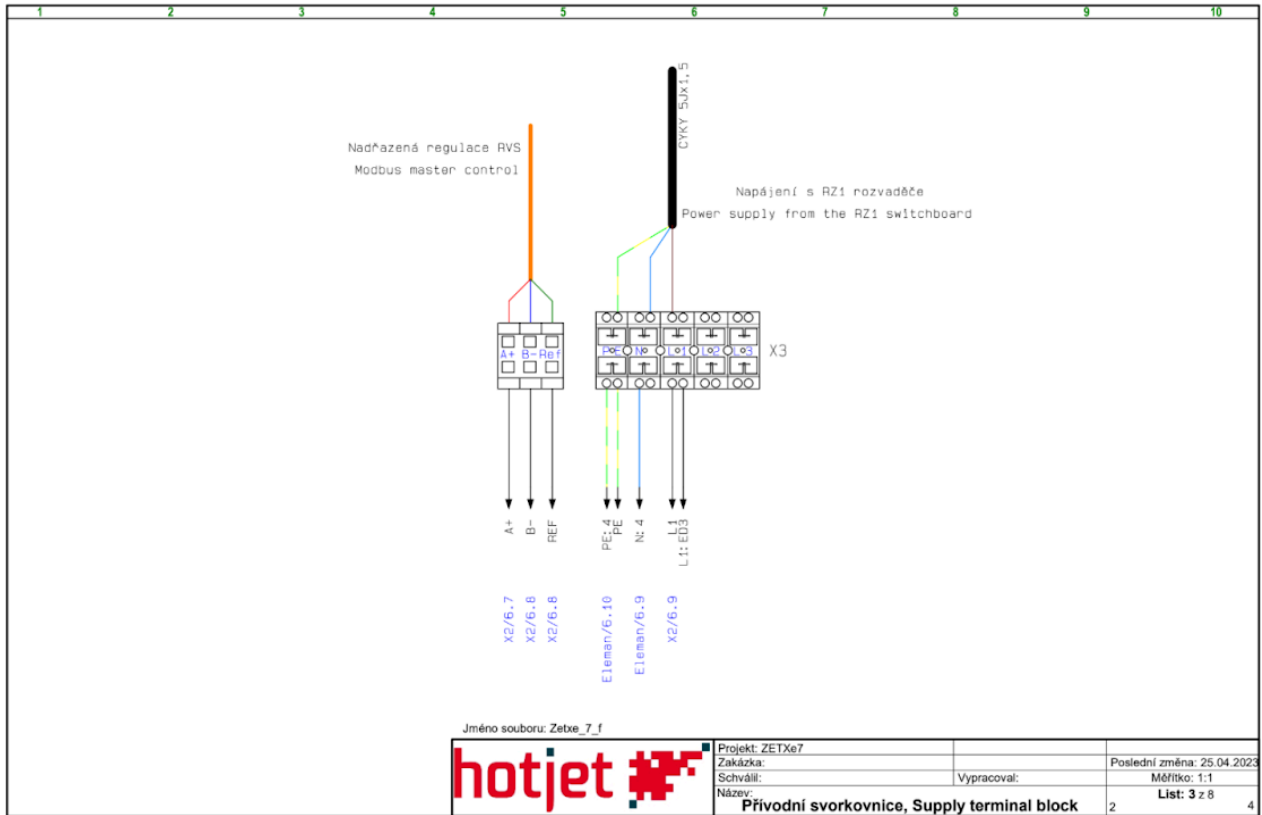 1 2 3 4 5 6 7 8 9 10
CYKY 5Jx1,5
Nadřazená regulace RVS
Modbus master control
Napájení s RZ1 rozvaděče
Power supply from the RZ1 switchboard
A+ B- Ref
PE N L1 L2 L3
X3
A+
B-
REF
PE:4
PE
N:4
L1
L1:ED3
X2/6.7
X2/6.8
X2/6.8
Eleman/6.10
Eleman/6.9
X2/6.9
Jméno souboru: Zetxe_7_f
hotjet
Projekt: ZETXe7
Zakázka:
Poslední změna: 25.04.2023
Schválil:
Vypracoval:
Měřítko: 1:1
Název:
Přívodní svorkovnice, Supply terminal block
List: 3 z 8
2
4